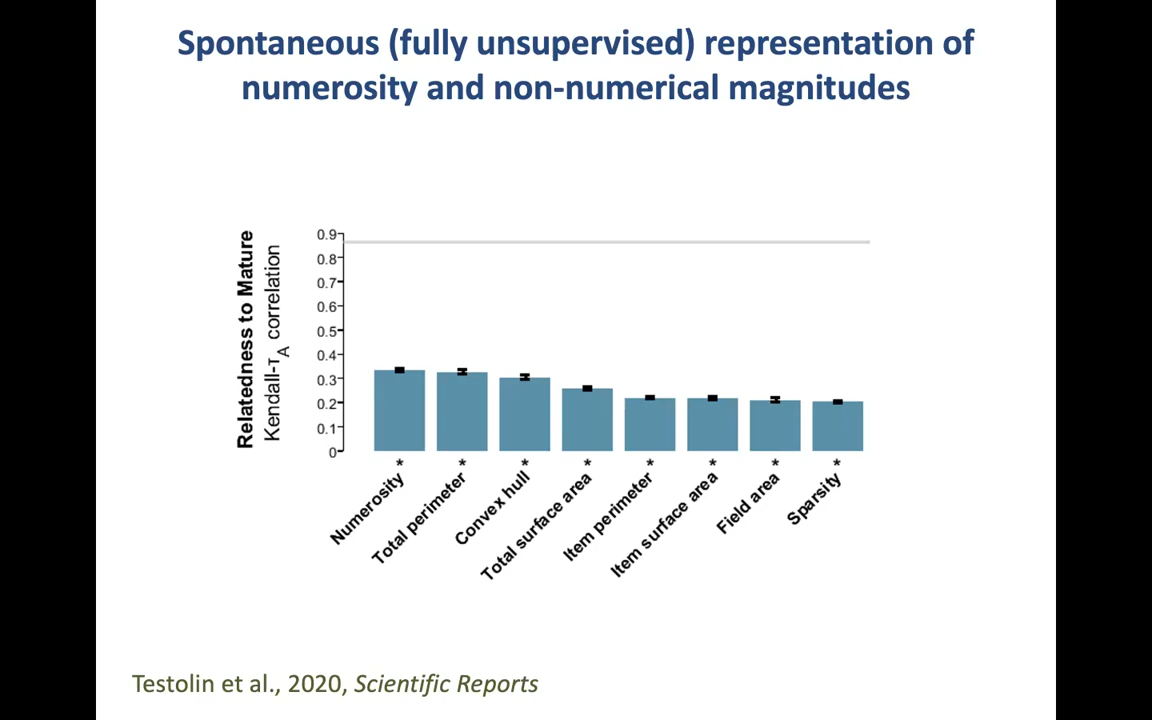 Spontaneous (fully unsupervised) representation of
numerosity and non-numerical magnitudes
Relatedness to Mature
Kendall-τA correlation
0.9
0.8
0.7
0.6
0.5
0.4
0.3
0.2
0.1
0
Numerosity *
Total perimeter *
Convex hull *
Total surface area *
Item perimeter *
Item surface area *
Field area *
Sparsity *
Testolin et al., 2020, Scientific Reports